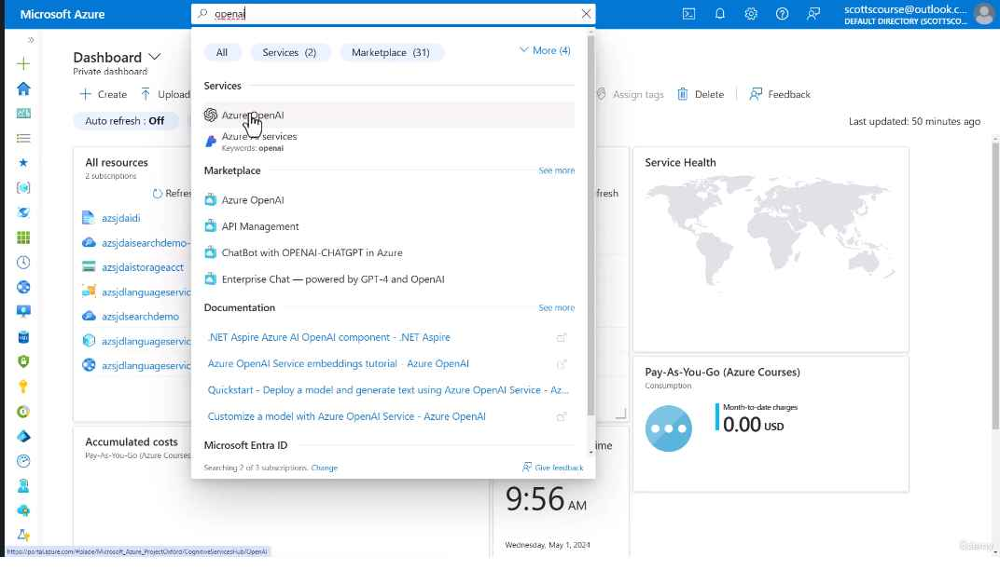 Microsoft Azure
openai
scottscourse@outlook.c...
DEFAULT DIRECTORY (SCOTTSCO...
Dashboard
Private dashboard
Create
Upload
Assign tags
Delete
Feedback
Auto refresh : Off
Last updated: 50 minutes ago
All
Services (2)
Marketplace (31)
More (4)
Services
Azure OpenAI
Azure AI services
Keywords: openai
Marketplace
See more
Azure OpenAI
API Management
ChatBot with OPENAI-CHATGPT in Azure
Enterprise Chat — powered by GPT-4 and OpenAI
Documentation
See more
.NET Aspire Azure AI OpenAI component - .NET Aspire
Azure OpenAI Service embeddings tutorial - Azure OpenAI
Quickstart - Deploy a model and generate text using Azure OpenAI Service - Az...
Customize a model with Azure OpenAI Service - Azure OpenAI
Microsoft Entra ID
Searching 2 of 3 subscriptions. Change
Give feedback
All resources
2 subscriptions
Refres
fresh
azsjdaidi
azsjdaisearchdemo-
azsjdaistorageacct
azsjdlanguageservic
azsjdsearchdemo
azsjdlanguageservic
azsjdlanguageservic
Service Health
Pay-As-You-Go (Azure Courses)
Consumption
Month-to-date charges
0.00 USD
Accumulated costs
Pay-As-You-Go (Azure Courses
ime
9:56 AM
Wednesday, May 1, 2024
https://portal.azure.com/#blade/Microsoft_Azure_ProjectOxford/CognitiveServicesHub/OpenAI
Udemy